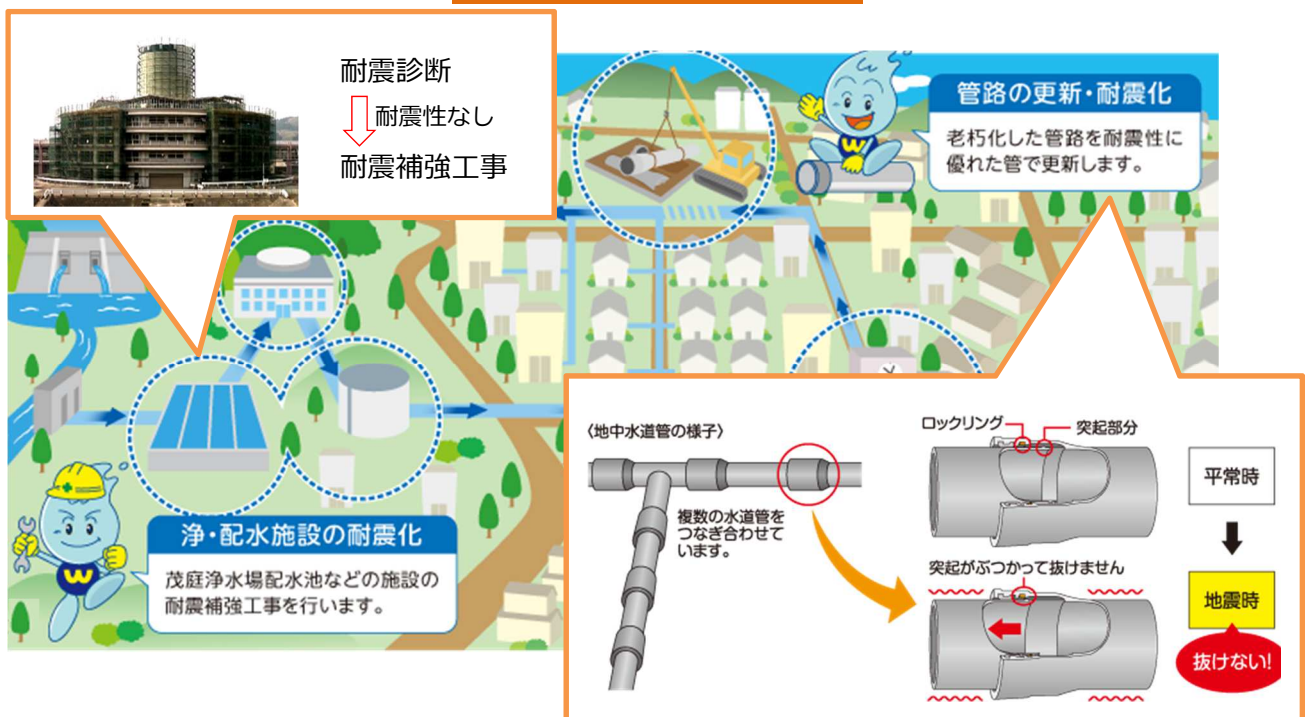 耐震診断
耐震性なし
耐震補強工事
管路の更新・耐震化
老朽化した管路を耐震性に
優れた管で更新します。
W
浄・配水施設の耐震化
茂庭浄水場配水池などの施設の
耐震補強工事を行います。
W
〈地中水道管の様子〉
複数の水道管を
つなぎ合わせて
います。
ロックリング
突起部分
平常時
突起がぶつかって抜けません
地震時
抜けない!